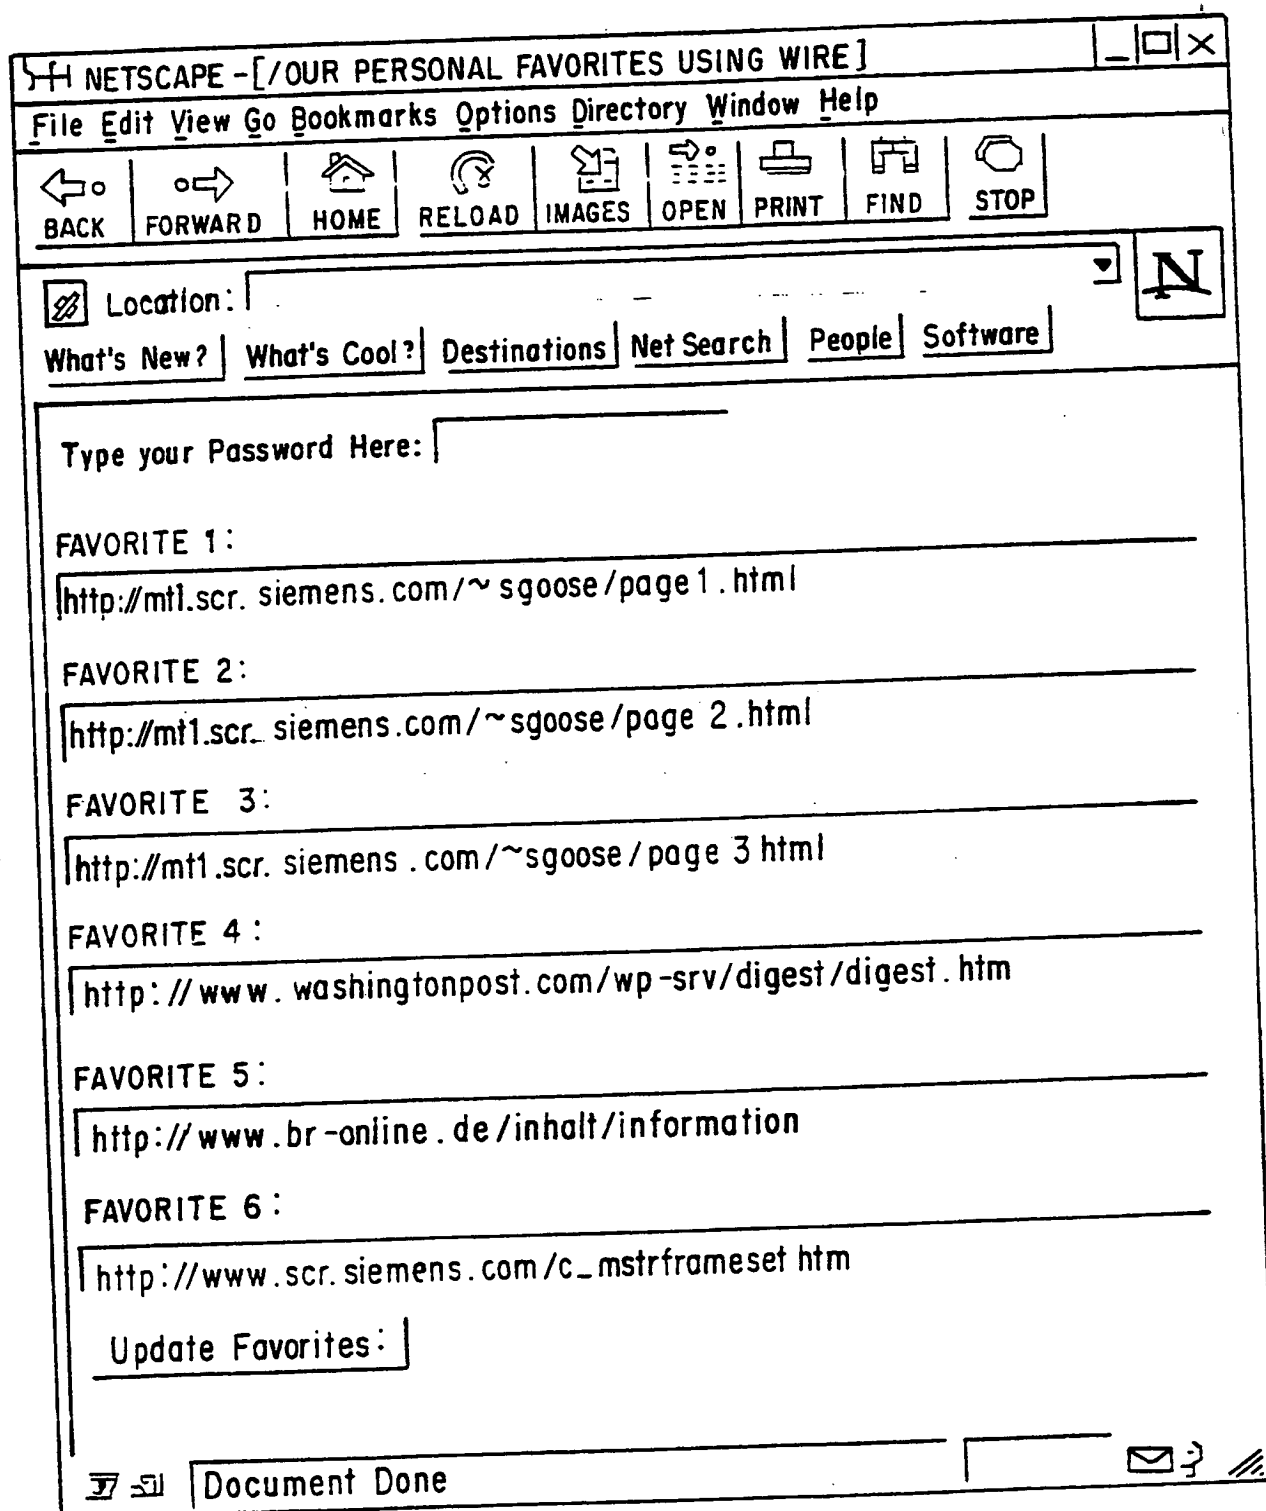 NETSCAPE -[/OUR PERSONAL FAVORITES USING WIRE]
File Edit View Go Bookmarks Options Directory Window Help
BACK FORWARD HOME RELOAD IMAGES OPEN PRINT FIND STOP
Location: N
What's New? What's Cool? Destinations Net Search People Software
Type your Password Here:
FAVORITE 1:
http://mt1.scr. siemens.com/~ sgoose/page1.html
FAVORITE 2:
http://mt1.scr. siemens.com/~sgoose/page 2.html
FAVORITE 3:
http://mt1.scr. siemens.com/~sgoose/page 3 html
FAVORITE 4:
http://www.washingtonpost.com/wp-srv/digest/digest.htm
FAVORITE 5:
http://www.br-online.de/inhalt/information
FAVORITE 6:
http://www.scr.siemens.com/c_mstrframeset htm
Update Favorites:
Document Done